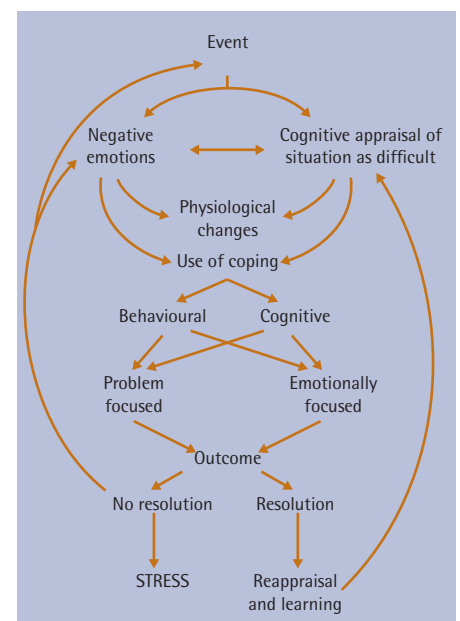 Event
Negative
emotions
Cognitive appraisal of
situation as difficult
Physiological
changes
Use of coping
Behavioural
Cognitive
Problem
focused
Emotionally
focused
Outcome
No resolution
Resolution
STRESS
Reappraisal
and learning